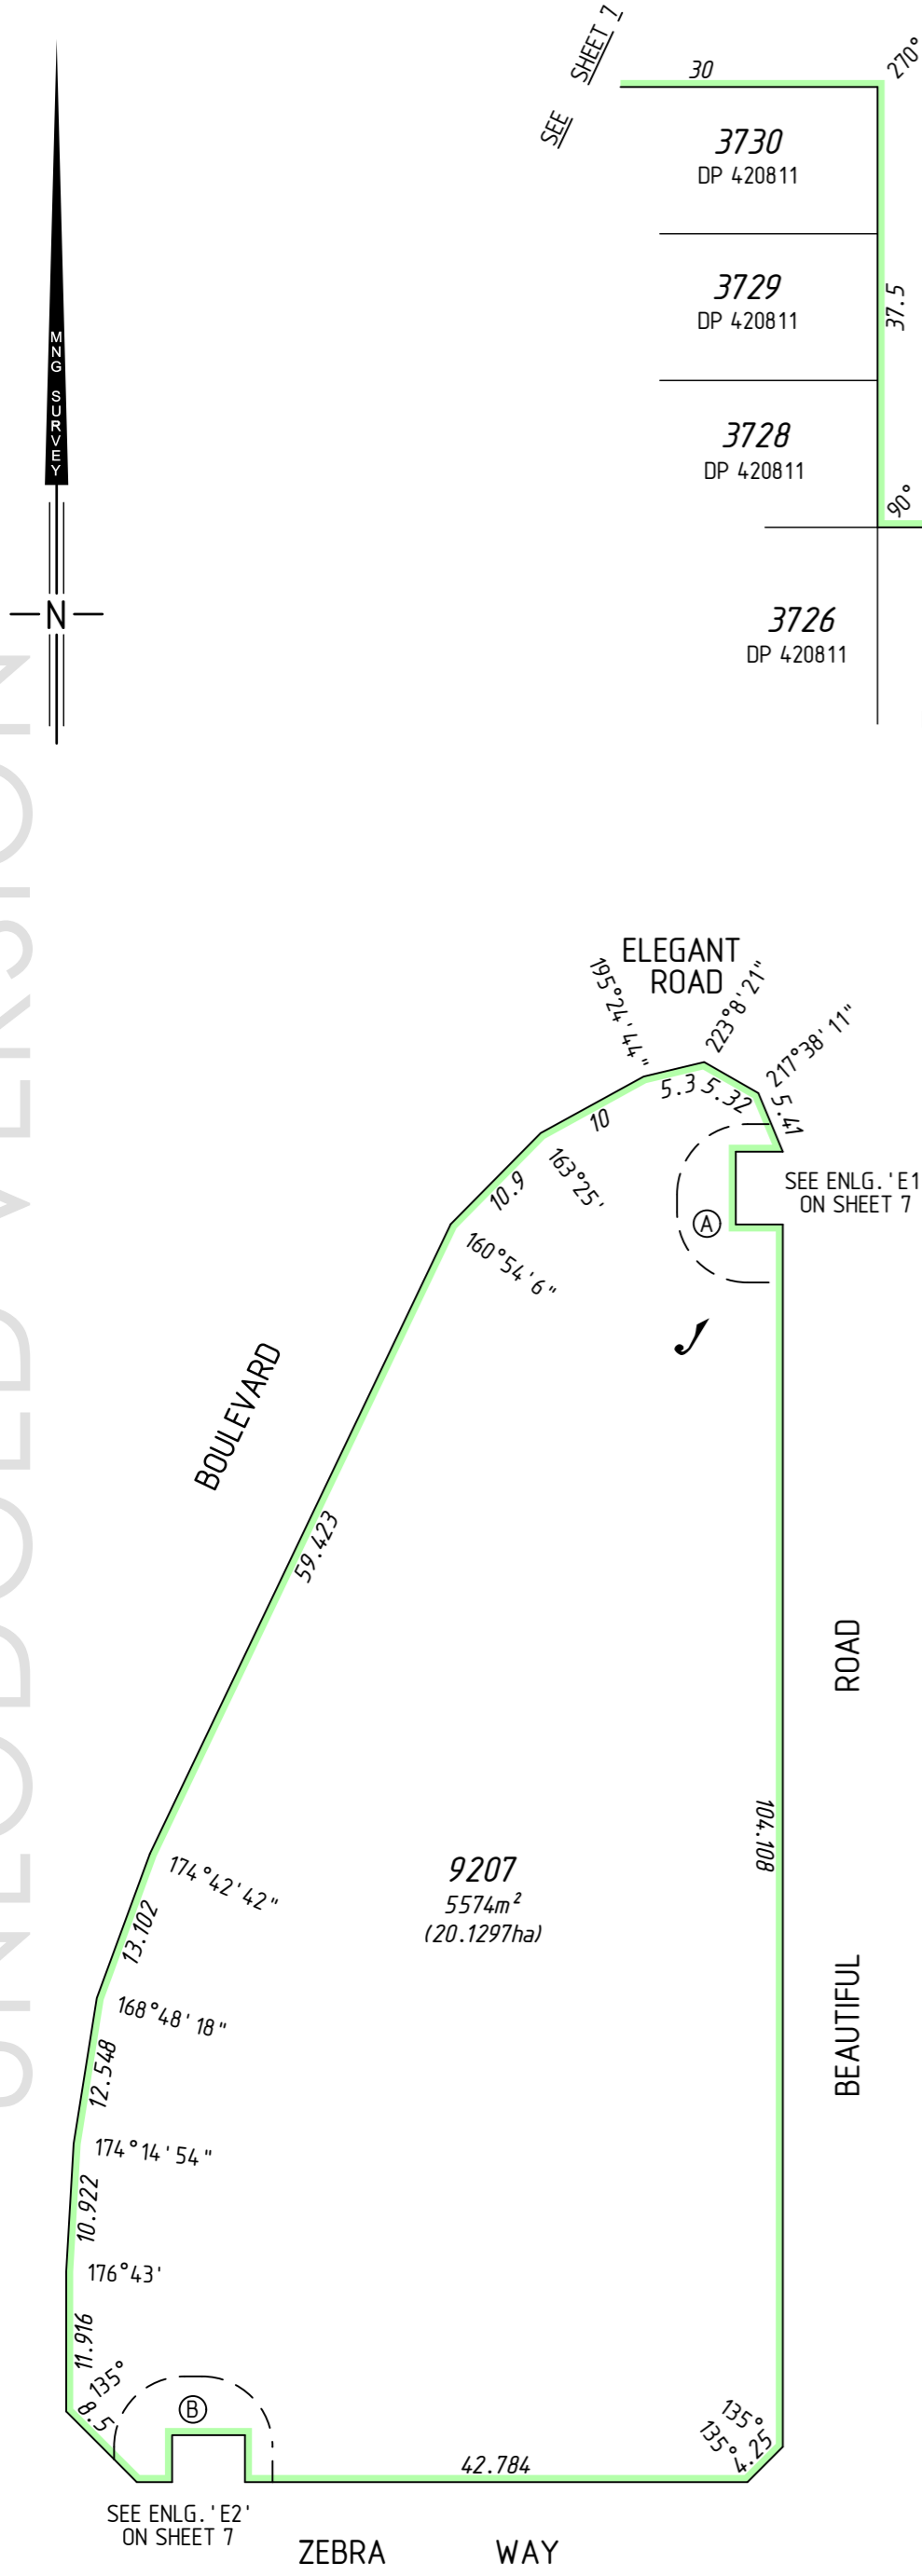 SEE SHEET 7
30
270°
3730
DP 420811
3729
DP 420811
37.5
3728
DP 420811
90°
3726
DP 420811
MNG SURVEY
N
ELEGANT
ROAD
195°24'44"
223°8'21"
217°38'11"
5.3
5.32
5.41
10
163°25'
10.9
160°54'6"
SEE ENLG.'E1
ON SHEET 7
A
BOULEVARD
59.423
ROAD
104.108
9207
5574m²
(20.1297ha)
174°42'42"
13.102
BEAUTIFUL
168°48'18"
12.548
174°14'54"
10.922
176°43'
11.916
135°
8.5
B
135°
135°
4.25
42.784
SEE ENLG.'E2'
ON SHEET 7
ZEBRA WAY